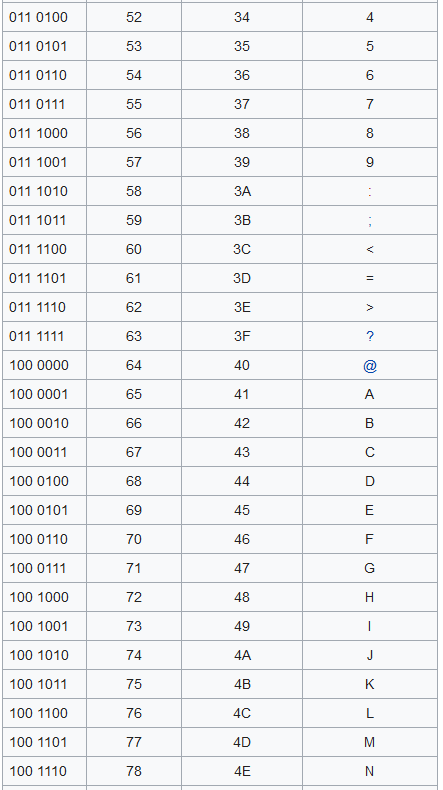 011 0100 52 34 4
011 0101 53 35 5
011 0110 54 36 6
011 0111 55 37 7
011 1000 56 38 8
011 1001 57 39 9
011 1010 58 3A :
011 1011 59 3B ;
011 1100 60 3C <
011 1101 61 3D =
011 1110 62 3E >
011 1111 63 3F ?
100 0000 64 40 @
100 0001 65 41 A
100 0010 66 42 B
100 0011 67 43 C
100 0100 68 44 D
100 0101 69 45 E
100 0110 70 46 F
100 0111 71 47 G
100 1000 72 48 H
100 1001 73 49 I
100 1010 74 4A J
100 1011 75 4B K
100 1100 76 4C L
100 1101 77 4D M
100 1110 78 4E N